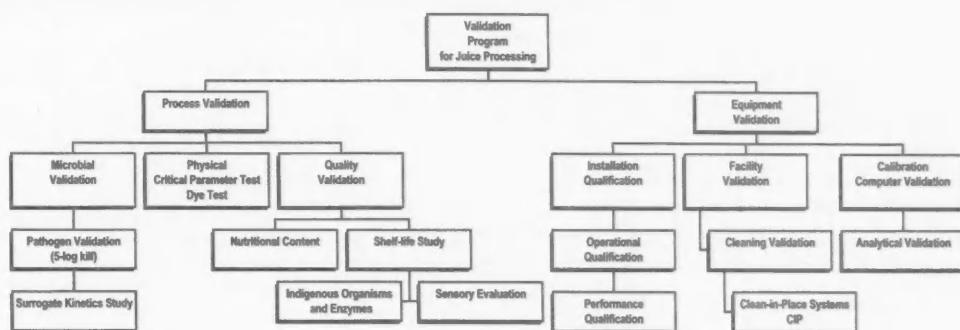 Validation
Program
for Juice Processing
Process Validation
Equipment
Validation
Microbial
Validation
Physical
Critical Parameter Test
Dye Test
Quality
Validation
Installation
Qualification
Facility
Validation
Calibration
Computer Validation
Pathogen Validation
(5-log kill)
Nutritional Content
Shelf-life Study
Operational
Qualification
Cleaning Validation
Analytical Validation
Surrogate Kinetics Study
Indigenous Organisms
and Enzymes
Sensory Evaluation
Performance
Qualification
Clean-in-Place Systems
CIP